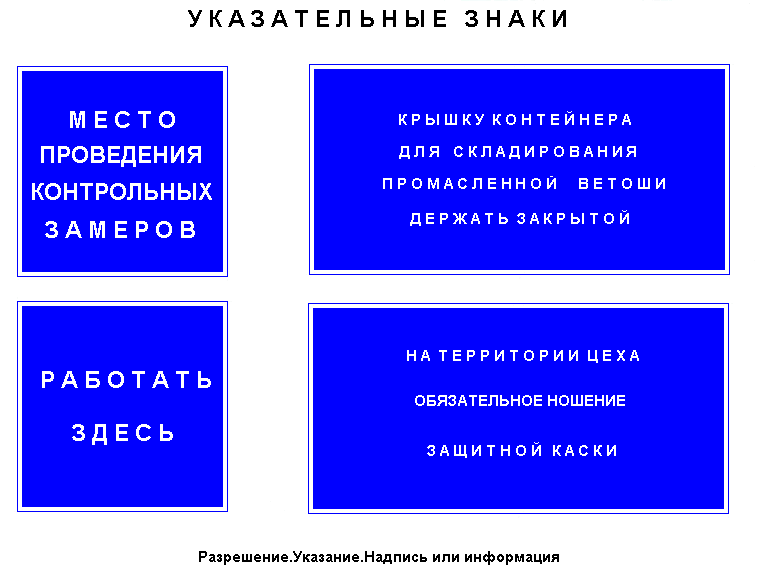 УКАЗАТЕЛЬНЫЕ ЗНАКИ
МЕСТО
ПРОВЕДЕНИЯ
КОНТРОЛЬНЫХ
ЗАМЕРОВ
КРЫШКУ КОНТЕЙНЕРА
ДЛЯ СКЛАДИРОВАНИЯ
ПРОМАСЛЕННОЙ ВЕТОШИ
ДЕРЖАТЬ ЗАКРЫТОЙ
РАБОТАТЬ
ЗДЕСЬ
НА ТЕРРИТОРИИ ЦЕХА
ОБЯЗАТЕЛЬНОЕ НОШЕНИЕ
ЗАЩИТНОЙ КАСКИ
Разрешение.Указание.Надпись или информация